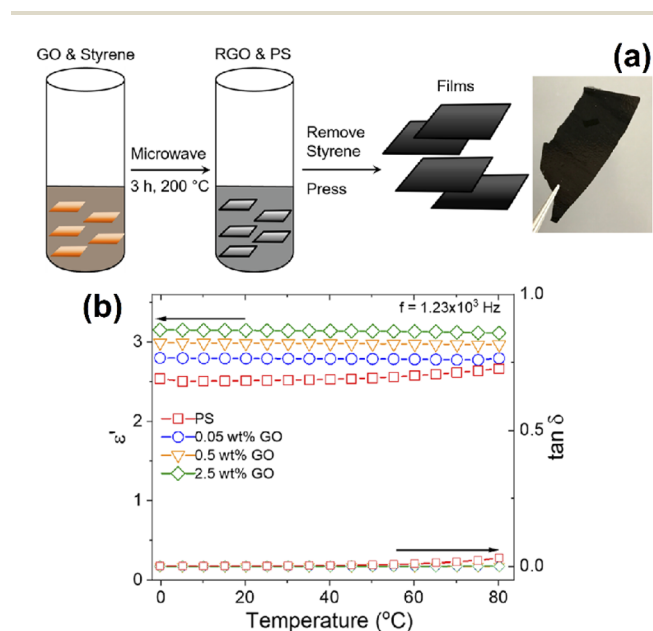 (a)
GO & Styrene
RGO & PS
Films
Microwave
3 h, 200 °C
Remove
Styrene
Press
(b)
f = 1.23x10³ Hz
ε'
3
2
1
0
PS
0.05 wt% GO
0.5 wt% GO
2.5 wt% GO
1.0
0.5
0.0
tan δ
0 20 40 60 80
Temperature (ºC)